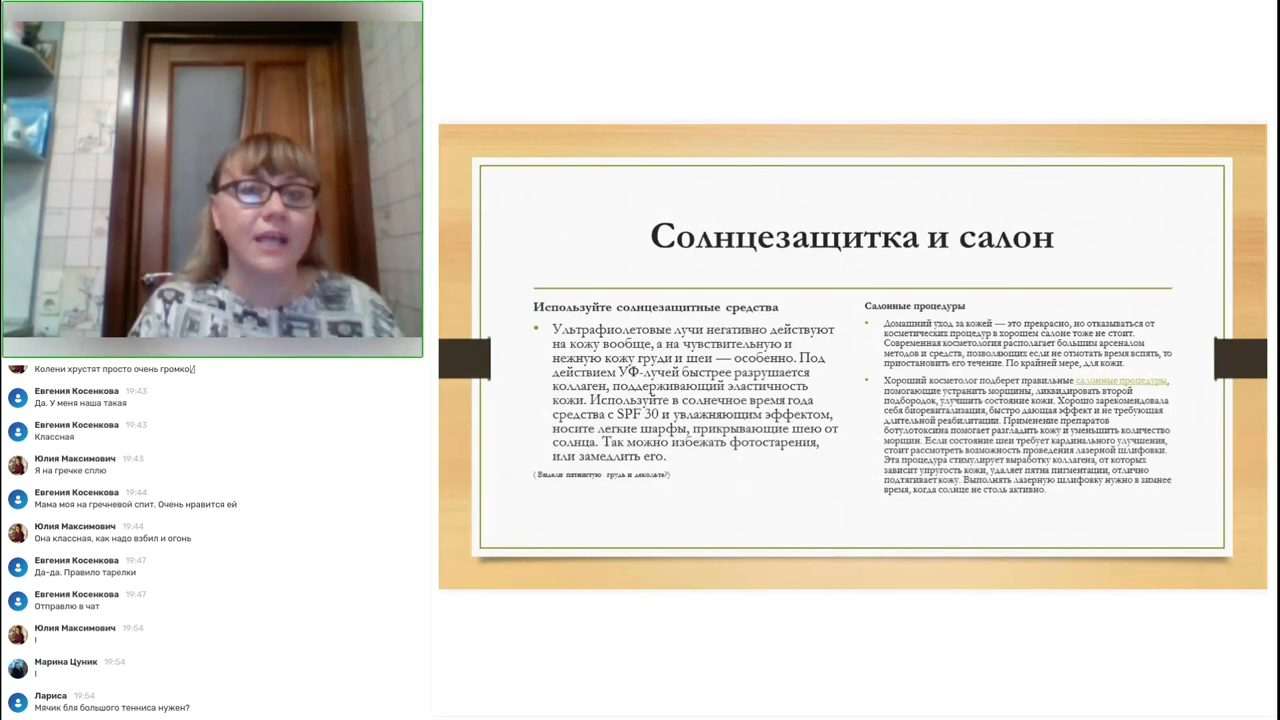 Колени хрустят просто очень громко
Евгения Косенкова 19:43
Да. У меня наша такая
Евгения Косенкова 19:43
Классная
Юлия Максимович 19:43
Я на гречке сплю
Евгения Косенкова 19:44
Мама моя на гречневой спит. Очень нравится ей
Юлия Максимович 19:44
Она классная, как надо взбил и огонь
Евгения Косенкова 19:47
Да-да. Правило тарелки
Евгения Косенкова 19:47
Отправлю в чат
Юлия Максимович 19:54
!
Марина Цуник 19:54
!
Лариса 19:54
Мячик бля большого тенниса нужен?
Солнцезащитка и салон
Используйте солнцезащитные средства
• Ультрафиолетовые лучи негативно действуют
на кожу вообще, а на чувствительную и
нежную кожу груди и шеи — особенно. Под
действием УФ-лучей быстрее разрушается
коллаген, поддерживающий эластичность
кожи. Используйте в солнечное время года
средства с SPF 30 и увлажняющим эффектом,
носите легкие шарфы, прикрывающие шею от
солнца. Так можно избежать фотостарения,
или замедлить его.
( Видели пятнистую грудь и декольте?)
Салонные процедуры
• Домашний уход за кожей — это прекрасно, но отказываться от
косметических процедур в хорошем салоне тоже не стоит.
Современная косметология располагает большим арсеналом
методов и средств, позволяющих если не отмотать время вспять, то
приостановить его течение. По крайней мере, для кожи.
• Хороший косметолог подберет правильные салонные процедуры,
помогающие устранить морщины, ликвидировать второй
подбородок, улучшить состояние кожи. Хорошо зарекомендовала
себя биоревитализация, быстро дающая эффект и не требующая
длительной реабилитации. Применение препаратов
ботулотоксина помогает разгладить кожу и уменьшить количество
морщин. Если состояние шеи требует кардинального улучшения,
стоит рассмотреть возможность проведения лазерной шлифовки.
Эта процедура стимулирует выработку коллагена, от которых
зависит упругость кожи, удаляет пятна пигментации, отлично
подтягивает кожу. Выполнять лазерную шлифовку нужно в зимнее
время, когда солнце не столь активно.